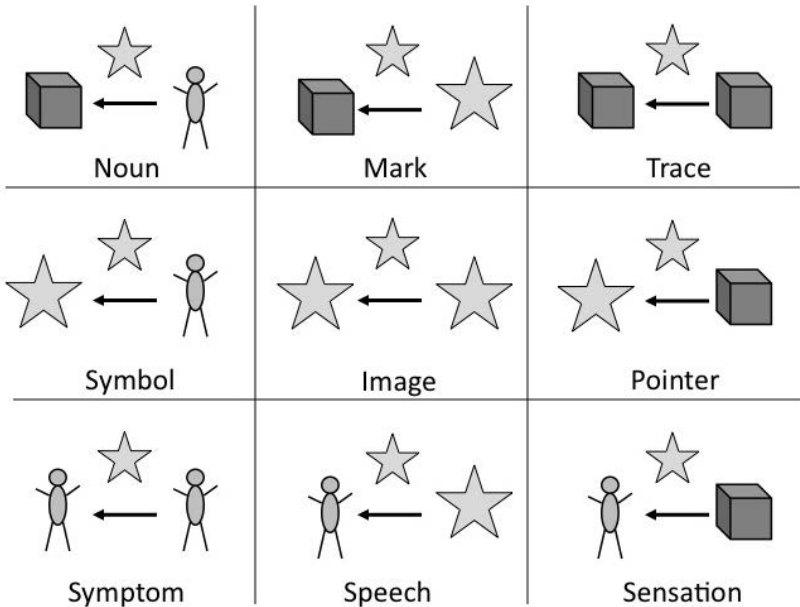 Noun
Mark
Trace
Symbol
Image
Pointer
Symptom
Speech
Sensation